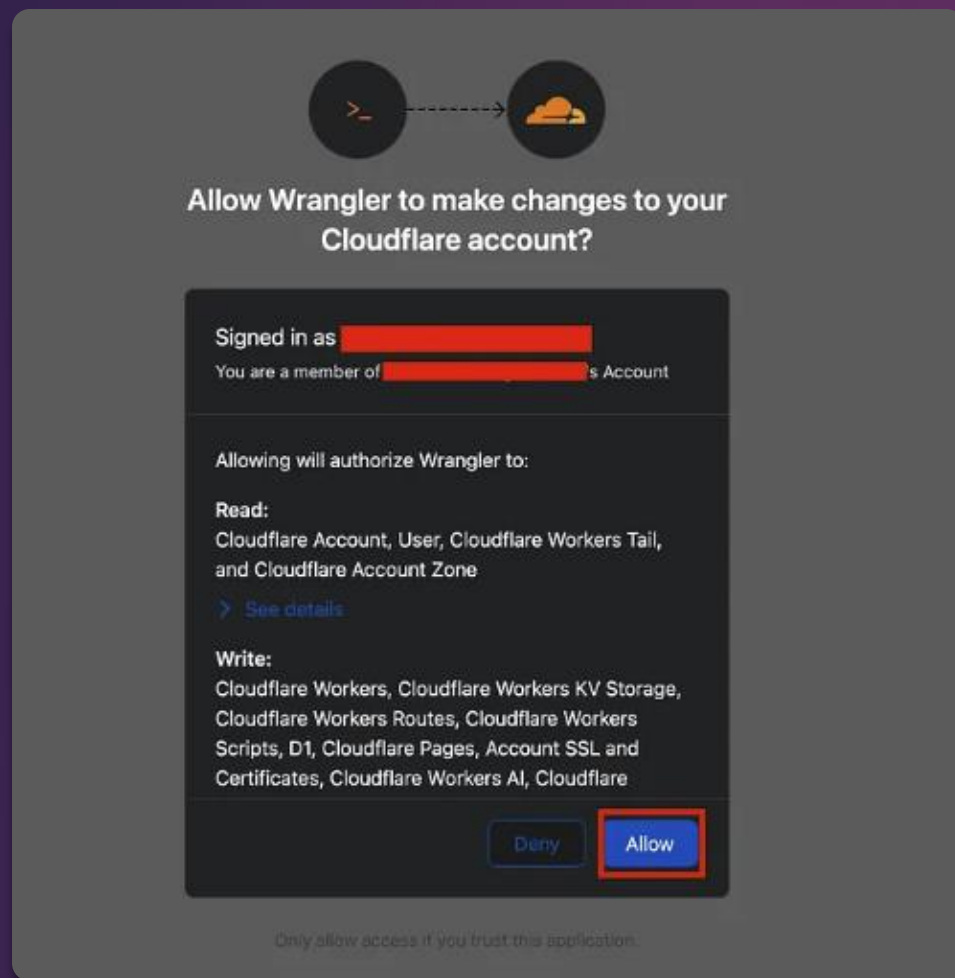 >_
Allow Wrangler to make changes to your
Cloudflare account?
Signed in as
You are a member of 's Account
Allowing will authorize Wrangler to:
Read:
Cloudflare Account, User, Cloudflare Workers Tail,
and Cloudflare Account Zone
> See details
Write:
Cloudflare Workers, Cloudflare Workers KV Storage,
Cloudflare Workers Routes, Cloudflare Workers
Scripts, D1, Cloudflare Pages, Account SSL and
Certificates, Cloudflare Workers AI, Cloudflare
Deny Allow
Only allow access if you trust this application.